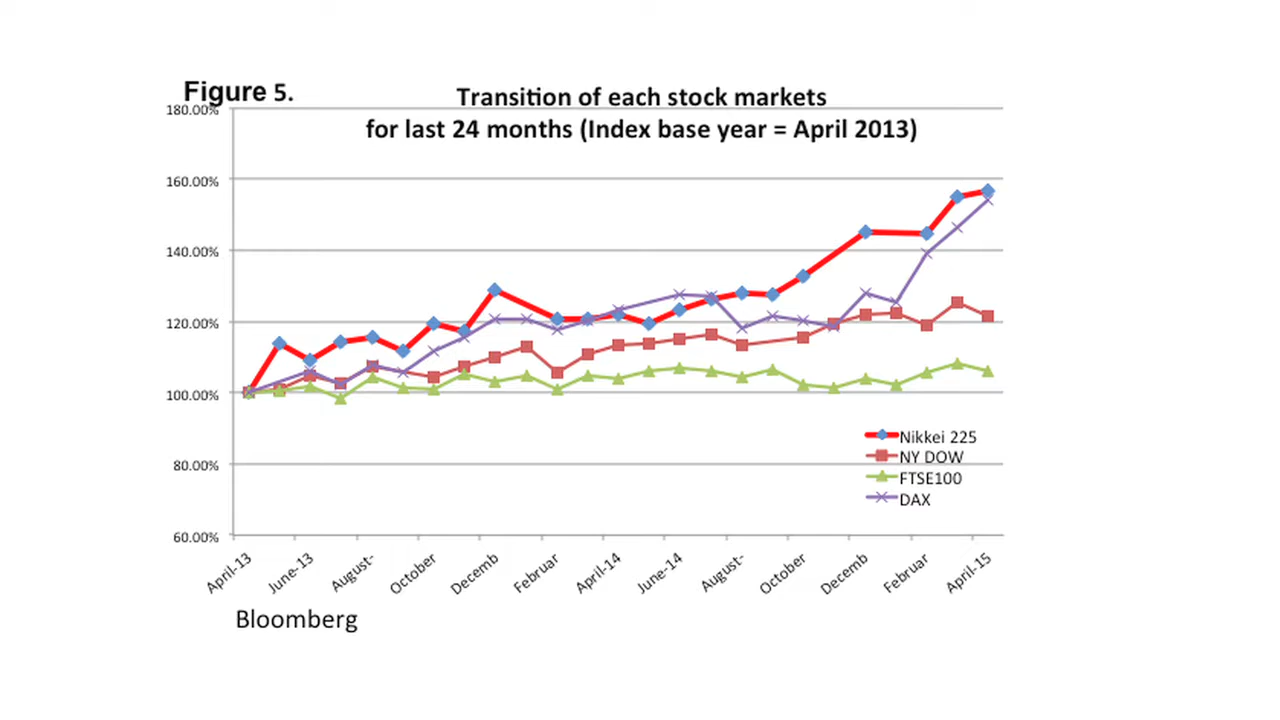 Figure 5.
Transition of each stock markets
for last 24 months (Index base year = April 2013)
180.00%
160.00%
140.00%
120.00%
100.00%
80.00%
60.00%
Nikkei 225
NY DOW
FTSE100
DAX
April-13
June-13
August-
October
Decemb
Februar
April-14
June-14
August-
October
Decemb
Februar
April-15
Bloomberg